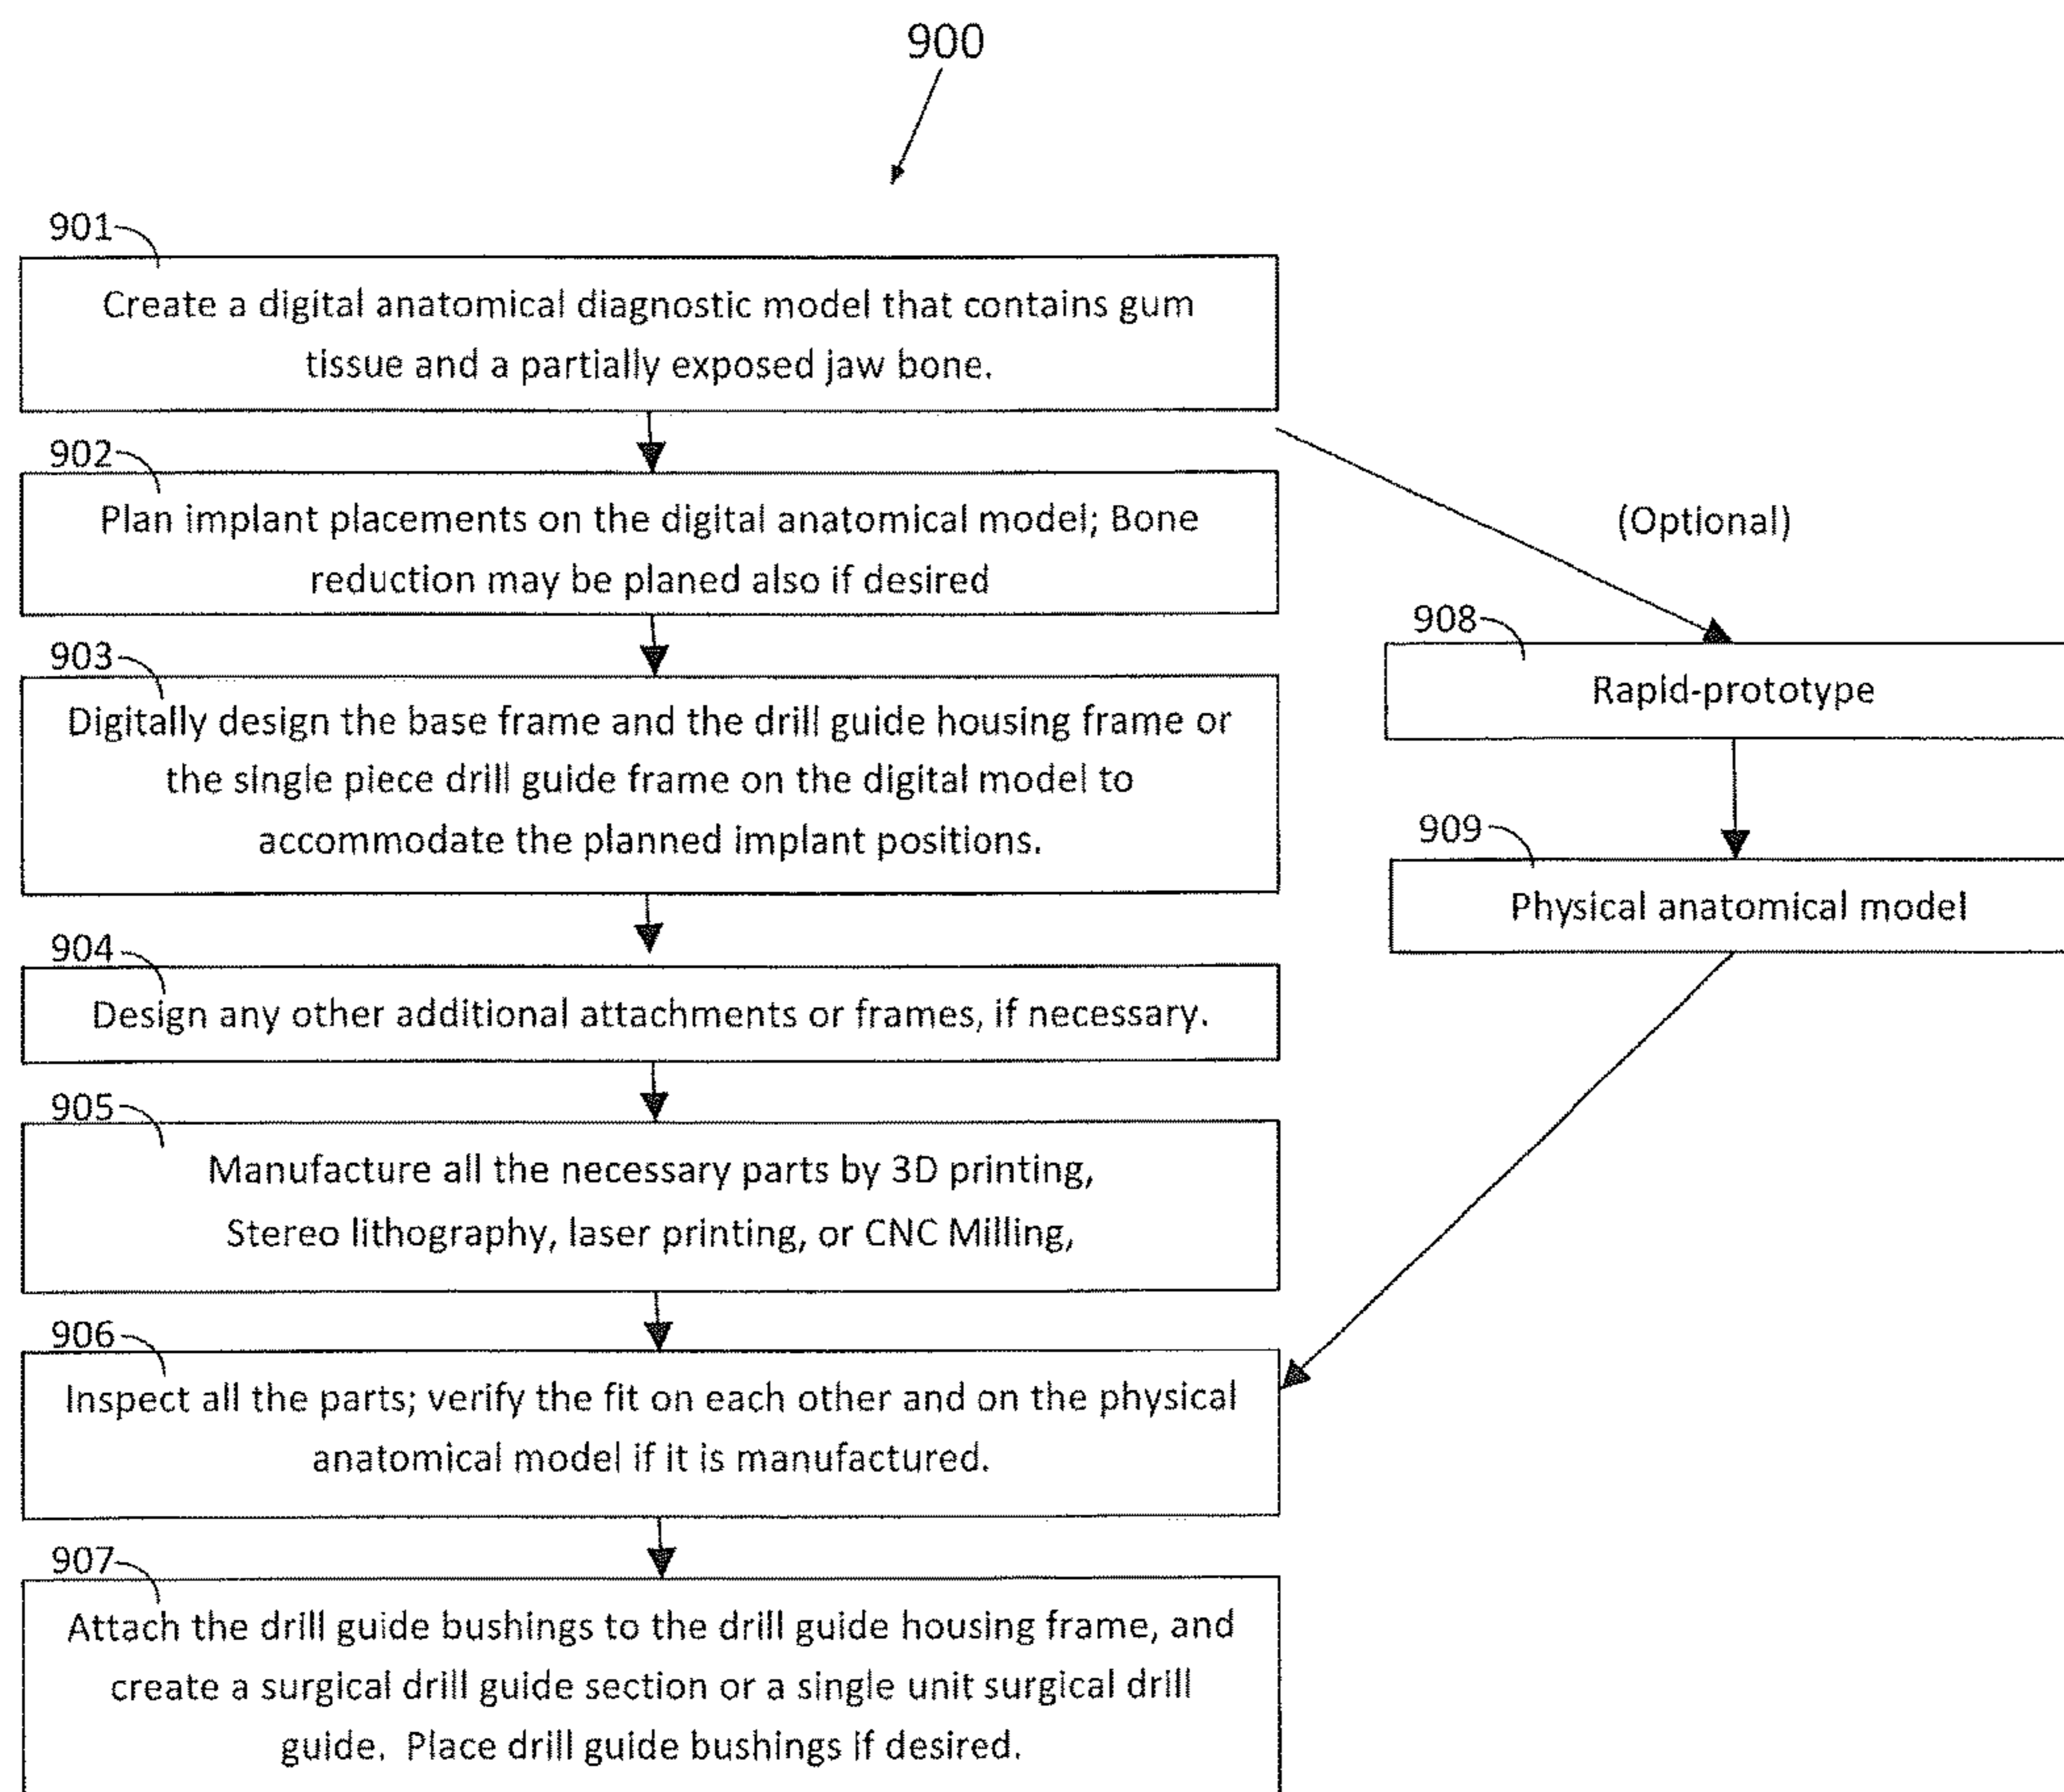 900
901
Create a digital anatomical diagnostic model that contains gum
tissue and a partially exposed jaw bone.
902
Plan implant placements on the digital anatomical model; Bone
reduction may be planed also if desired
(Optional)
903
Digitally design the base frame and the drill guide housing frame or
the single piece drill guide frame on the digital model to
accommodate the planned implant positions.
908
Rapid-prototype
909
Physical anatomical model
904
Design any other additional attachments or frames, if necessary.
905
Manufacture all the necessary parts by 3D printing,
Stereo lithography, laser printing, or CNC Milling,
906
Inspect all the parts; verify the fit on each other and on the physical
anatomical model if it is manufactured.
907
Attach the drill guide bushings to the drill guide housing frame, and
create a surgical drill guide section or a single unit surgical drill
guide.  Place drill guide bushings if desired.